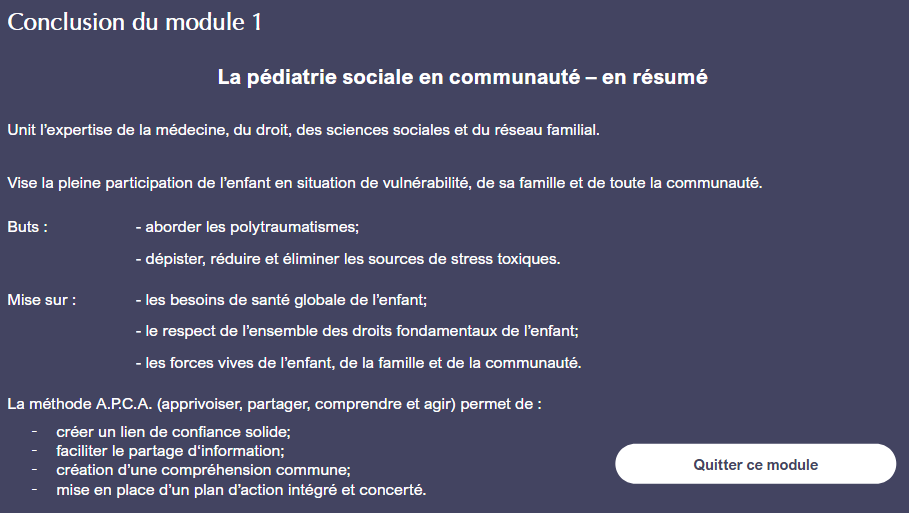 Conclusion du module 1
La pédiatrie sociale en communauté – en résumé
Unit l'expertise de la médecine, du droit, des sciences sociales et du réseau familial.
Vise la pleine participation de l'enfant en situation de vulnérabilité, de sa famille et de toute la communauté.
Buts : - aborder les polytraumatismes;
- dépister, réduire et éliminer les sources de stress toxiques.
Mise sur : - les besoins de santé globale de l'enfant;
- le respect de l'ensemble des droits fondamentaux de l'enfant;
- les forces vives de l'enfant, de la famille et de la communauté.
La méthode A.P.C.A. (apprivoiser, partager, comprendre et agir) permet de :
- créer un lien de confiance solide;
- faciliter le partage d‘information;
- création d'une compréhension commune;
- mise en place d'un plan d'action intégré et concerté.
Quitter ce module